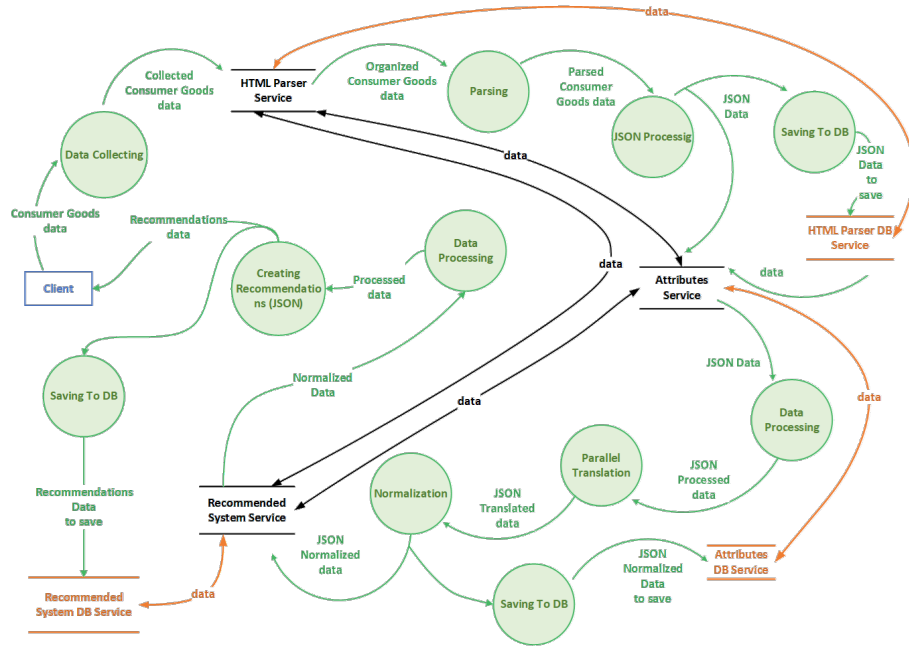 data
Collected
Consumer Goods
data
HTML Parser
Service
Organized
Consumer Goods
data
Parsing
Parsed
Consumer Goods
data
JSON Processig
JSON
Data
Saving To DB
JSON
Data
to
save
Data Collecting
data
Consumer Goods
data
Recommendations
data
HTML Parser DB
Service
Client
Creating
Recommendatio
ns (JSON)
Processed
data
Data
Processing
data
Attributes
Service
data
JSON Data
Saving To DB
Normalized
Data
data
data
Data
Processing
Recommendations
Data
to save
Recommended
System Service
Normalization
JSON
Translated
data
Parallel
Translation
JSON
Processed
data
JSON
Normalized
data
JSON
Normalized
Data
to save
Attributes
DB Service
Recommended
System DB Service
data
Saving To DB